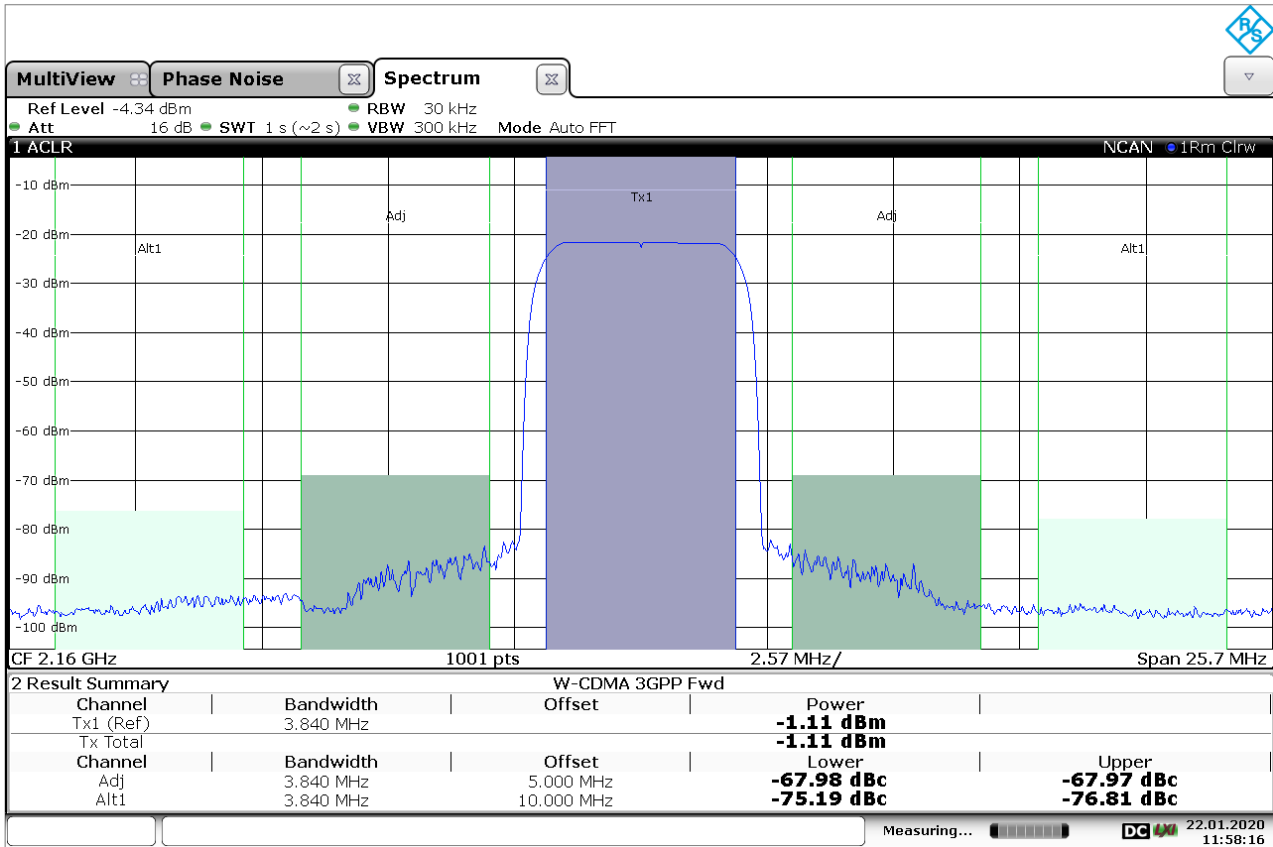 R&S
MultiView Phase Noise Spectrum
Ref Level -4.34 dBm RBW 30 kHz
Att 16 dB SWT 1 s (~2 s) VBW 300 kHz Mode Auto FFT
1 ACLR NCAN 1Rm Clrw
-10 dBm
Tx1
Adj Adj
-20 dBm
Alt1 Alt1
-30 dBm
-40 dBm
-50 dBm
-60 dBm
-70 dBm
-80 dBm
-90 dBm
-100 dBm
CF 2.16 GHz 1001 pts 2.57 MHz/ Span 25.7 MHz
2 Result Summary W-CDMA 3GPP Fwd
Channel Bandwidth Offset Power
Tx1 (Ref) 3.840 MHz -1.11 dBm
Tx Total -1.11 dBm
Channel Bandwidth Offset Lower Upper
Adj 3.840 MHz 5.000 MHz -67.98 dBc -67.97 dBc
Alt1 3.840 MHz 10.000 MHz -75.19 dBc -76.81 dBc
Measuring... DC LXI 22.01.2020
11:58:16